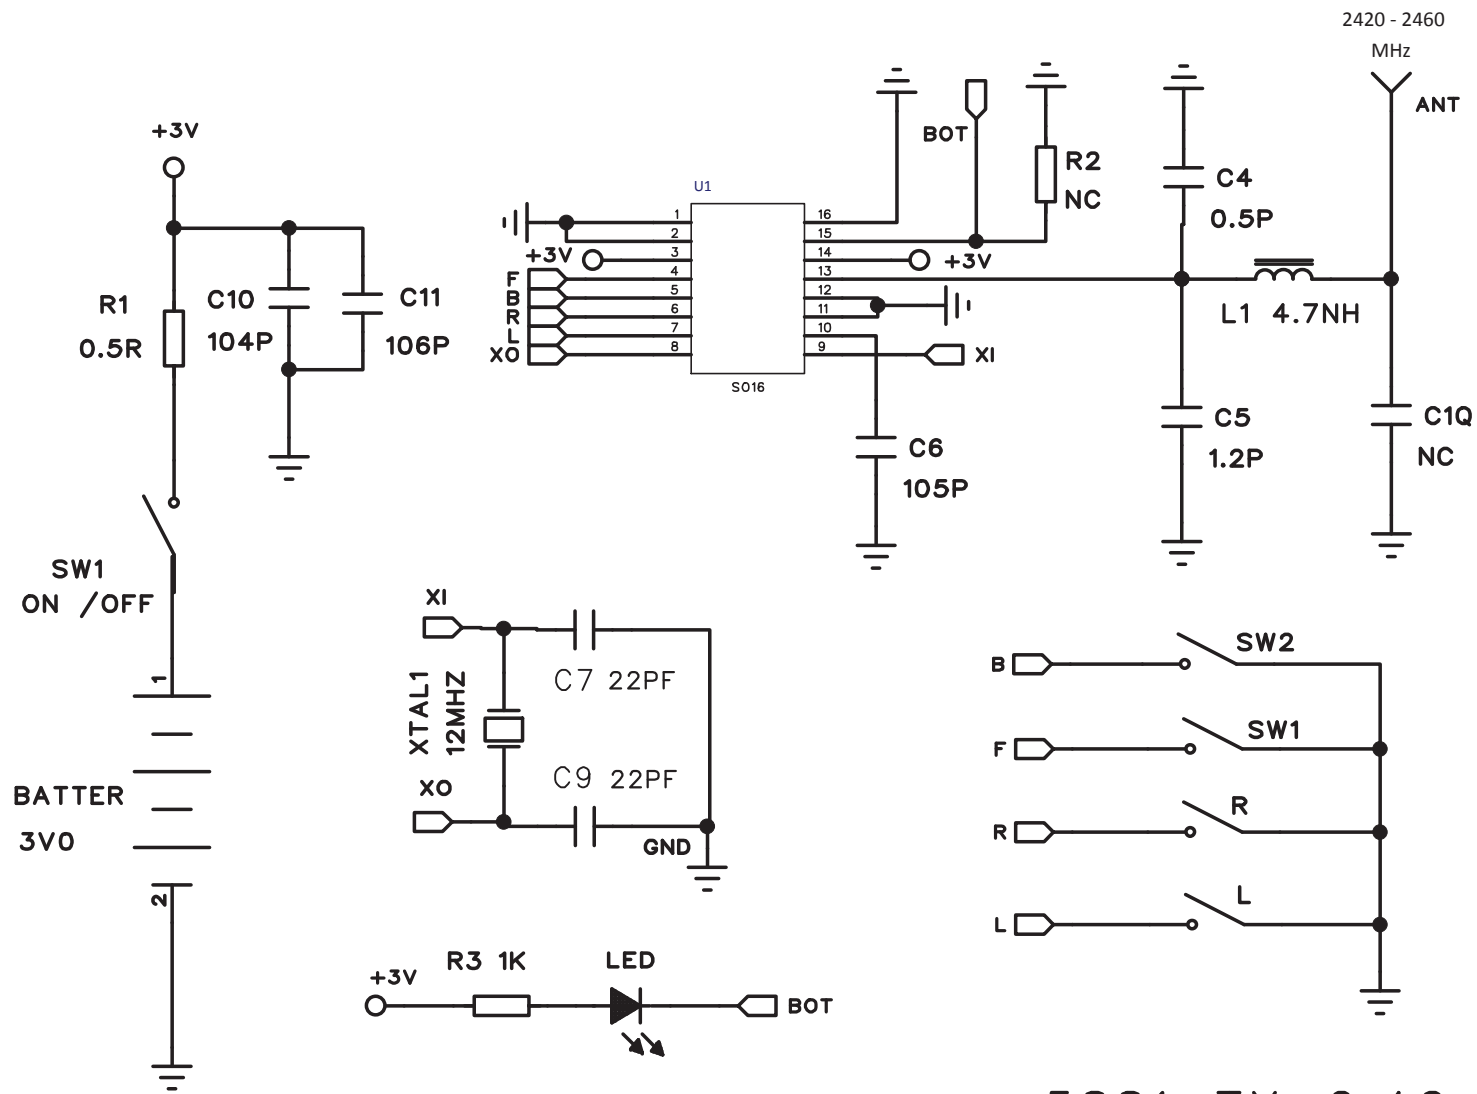 2420 - 2460
MHz
ANT
+3V
R1
0.5R
C10
104P
C11
106P
SW1
ON /OFF
1
BATTER
3V0
2
U1
+3V
F
B
R
L
XO
1
2
3
4
5
6
7
8
16
15
14
13
12
11
10
9
SO16
BOT
R2
NC
+3V
XI
C6
105P
C4
0.5P
L1 4.7NH
C5
1.2P
C1Q
NC
XI
XTAL1
12MHZ
C7 22PF
XO
C9 22PF
GND
+3V
R3 1K
LED
BOT
B
SW2
F
SW1
R
R
L
L